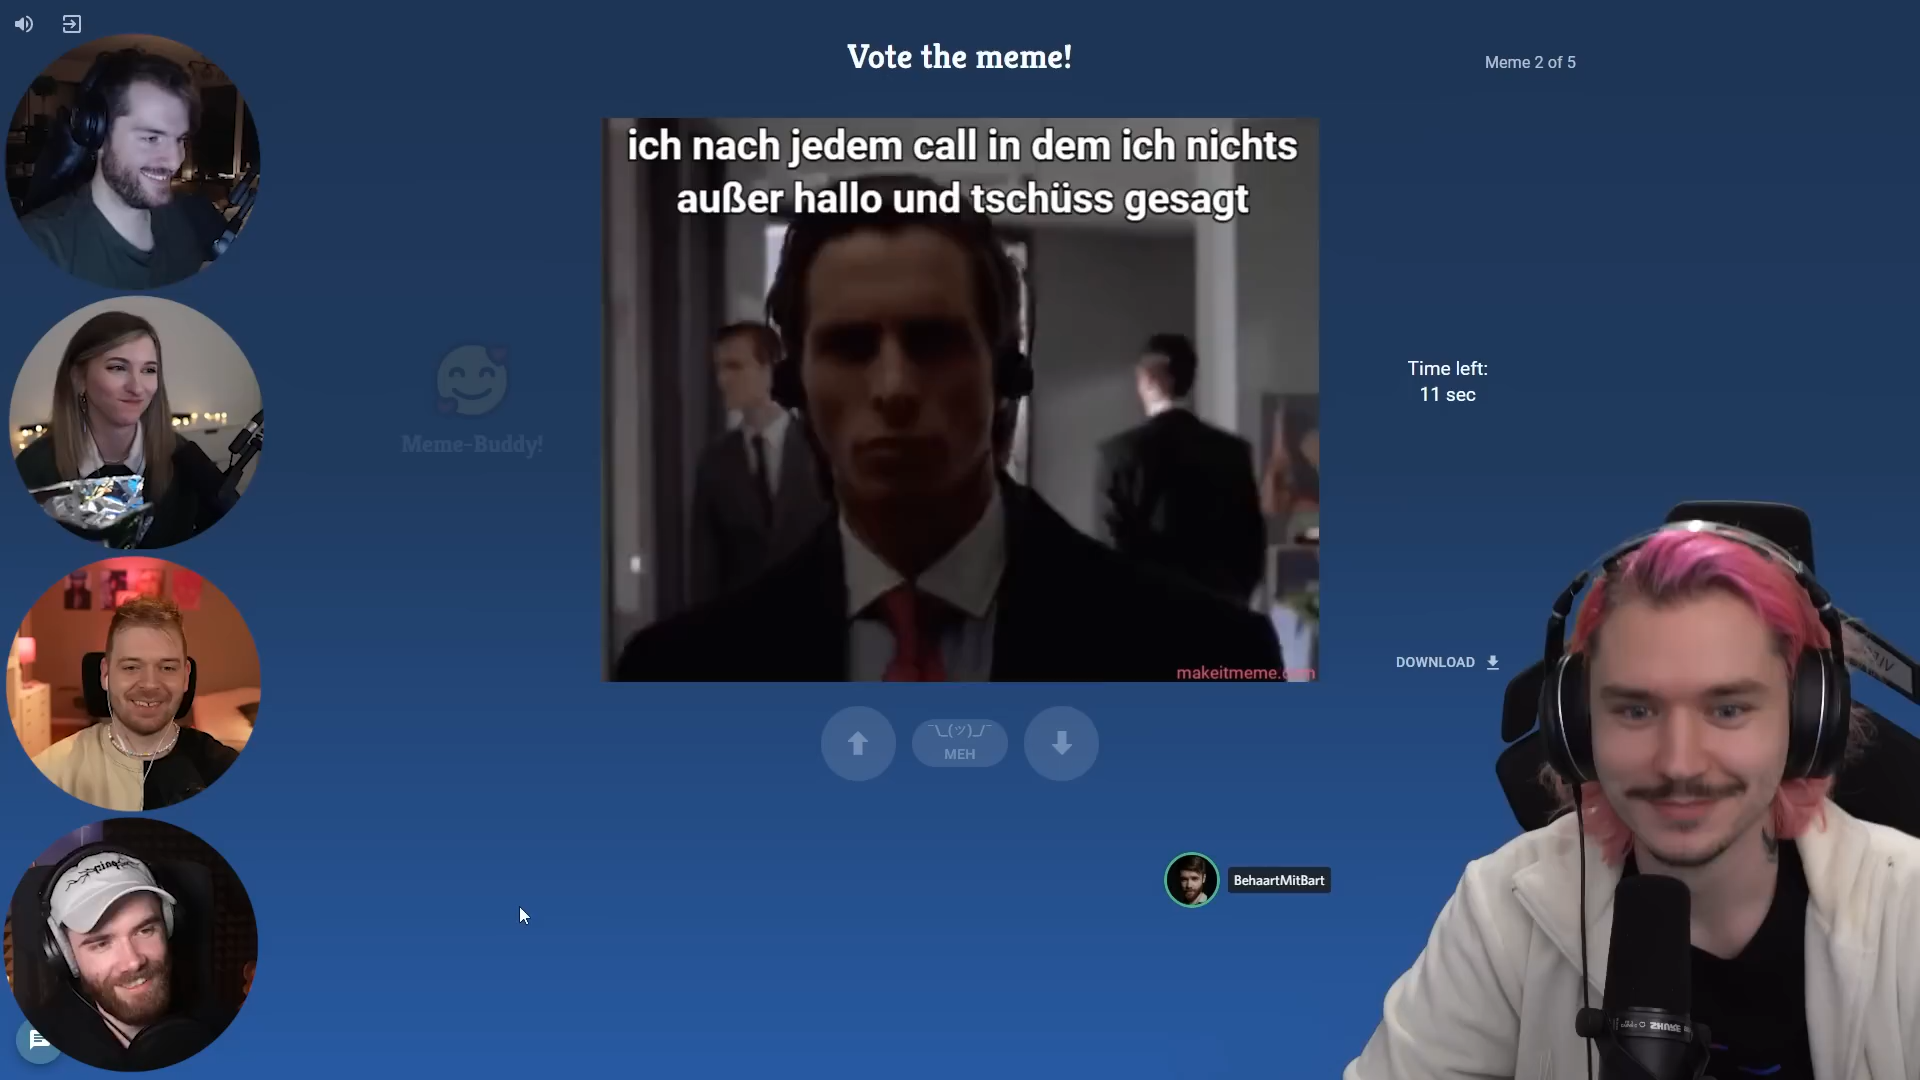 Vote the meme!
Meme 2 of 5
ich nach jedem call in dem ich nichts
außer hallo und tschüss gesagt
Time left:
11 sec
Meme-Buddy!
makeitmeme.com
DOWNLOAD
¯\_(ツ)_/¯
MEH
BehaartMitBart
SHURE